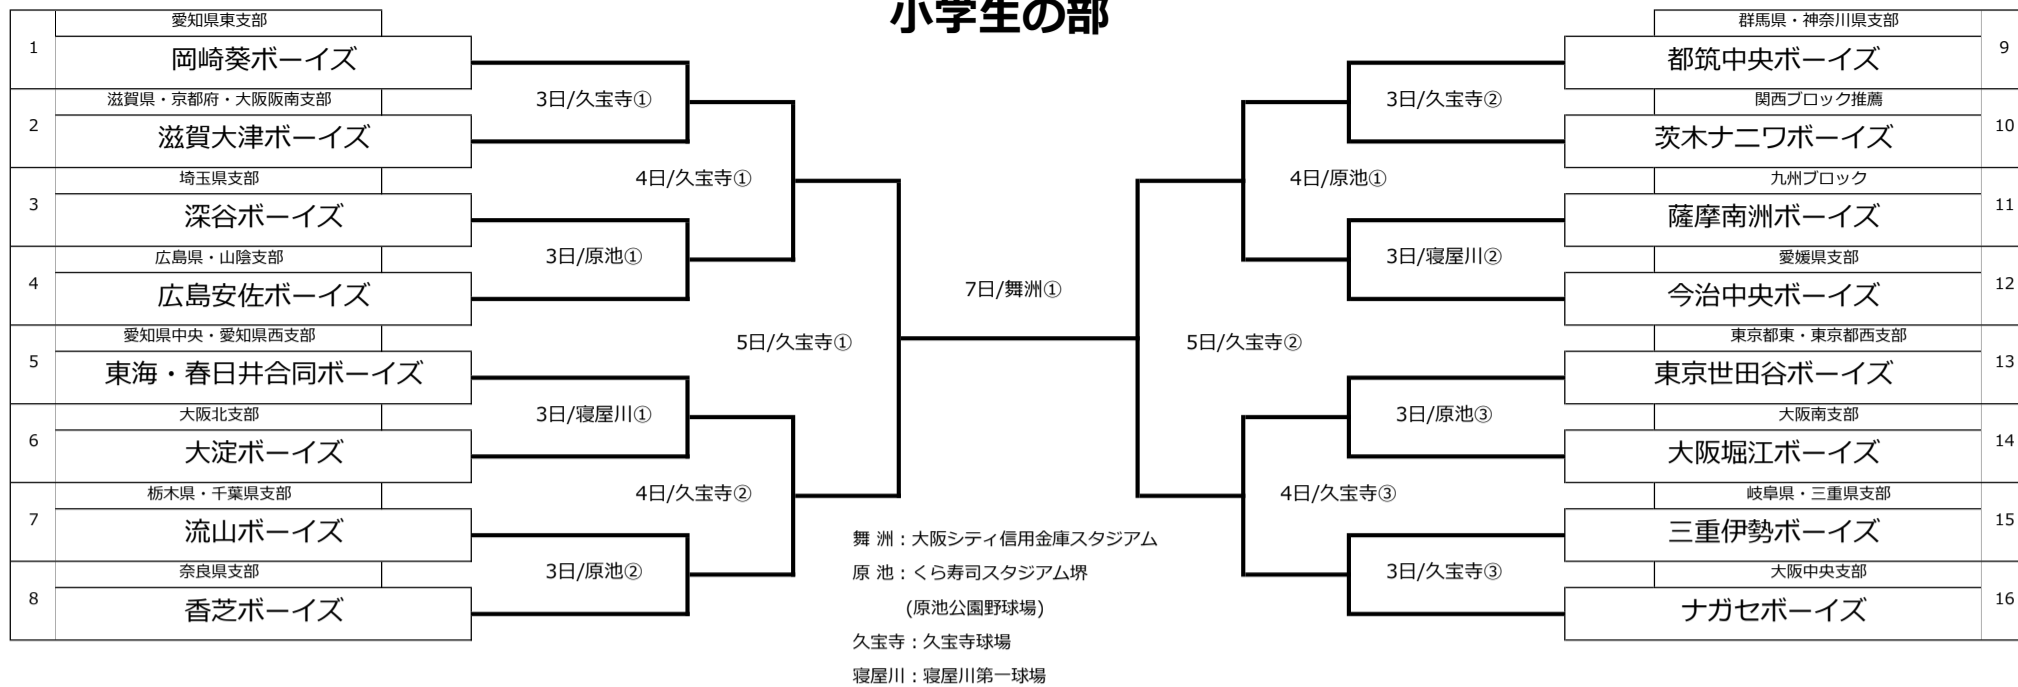 小学生の部
1
愛知県東支部
岡崎葵ボーイズ
2
滋賀県・京都府・大阪阪南支部
滋賀大津ボーイズ
3
埼玉県支部
深谷ボーイズ
4
広島県・山陰支部
広島安佐ボーイズ
5
愛知県中央・愛知県西支部
東海・春日井合同ボーイズ
6
大阪北支部
大淀ボーイズ
7
栃木県・千葉県支部
流山ボーイズ
8
奈良県支部
香芝ボーイズ
3日/久宝寺①
3日/原池①
3日/寝屋川①
3日/原池②
4日/久宝寺①
4日/久宝寺②
5日/久宝寺①
7日/舞洲①
5日/久宝寺②
4日/原池①
4日/久宝寺③
3日/久宝寺②
3日/寝屋川②
3日/原池③
3日/久宝寺③
群馬県・神奈川県支部
都筑中央ボーイズ
9
関西ブロック推薦
茨木ナニワボーイズ
10
九州ブロック
薩摩南洲ボーイズ
11
愛媛県支部
今治中央ボーイズ
12
東京都東・東京都西支部
東京世田谷ボーイズ
13
大阪南支部
大阪堀江ボーイズ
14
岐阜県・三重県支部
三重伊勢ボーイズ
15
大阪中央支部
ナガセボーイズ
16
舞 洲：大阪シティ信用金庫スタジアム
原 池：くら寿司スタジアム堺
(原池公園野球場)
久宝寺：久宝寺球場
寝屋川：寝屋川第一球場